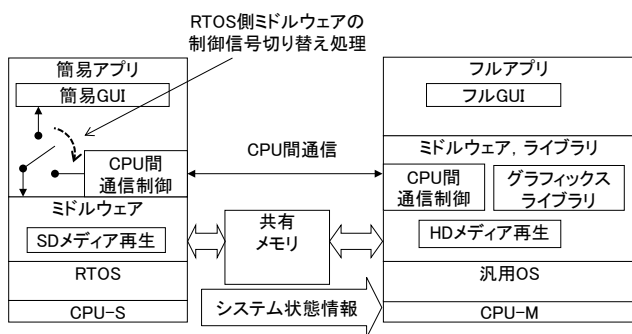 RTOS側ミドルウェアの
制御信号切り替え処理
簡易アプリ
簡易GUI
CPU間
通信制御
ミドルウェア
SDメディア再生
RTOS
CPU-S
CPU間通信
共有
メモリ
システム状態情報
フルアプリ
フルGUI
ミドルウェア，ライブラリ
CPU間
通信制御
グラフィックス
ライブラリ
HDメディア再生
汎用OS
CPU-M